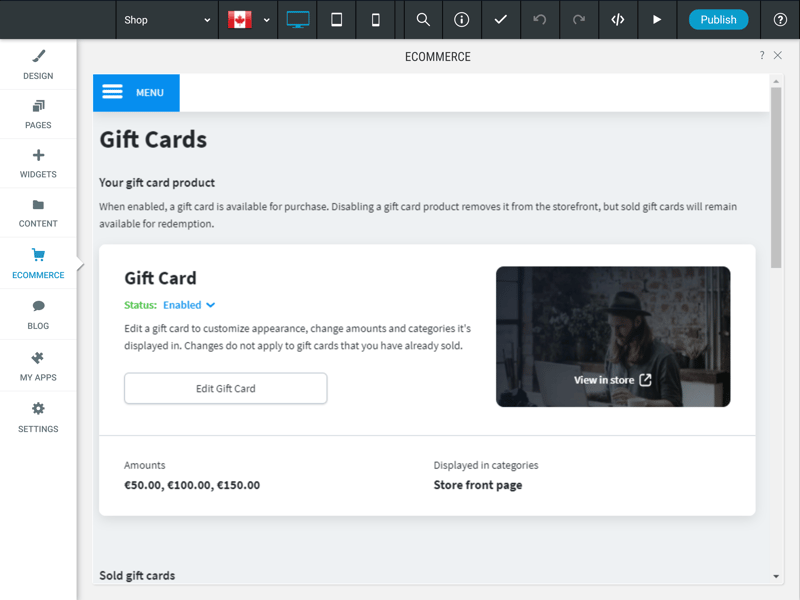 Shop
Publish
DESIGN
PAGES
WIDGETS
CONTENT
ECOMMERCE
BLOG
MY APPS
SETTINGS
ECOMMERCE
?
MENU
Gift Cards
Your gift card product
When enabled, a gift card is available for purchase. Disabling a gift card product removes it from the storefront, but sold gift cards will remain
available for redemption.
Gift Card
Status: Enabled
Edit a gift card to customize appearance, change amounts and categories it's
displayed in. Changes do not apply to gift cards that you have already sold.
Edit Gift Card
View in store
Amounts
€50.00, €100.00, €150.00
Displayed in categories
Store front page
Sold gift cards